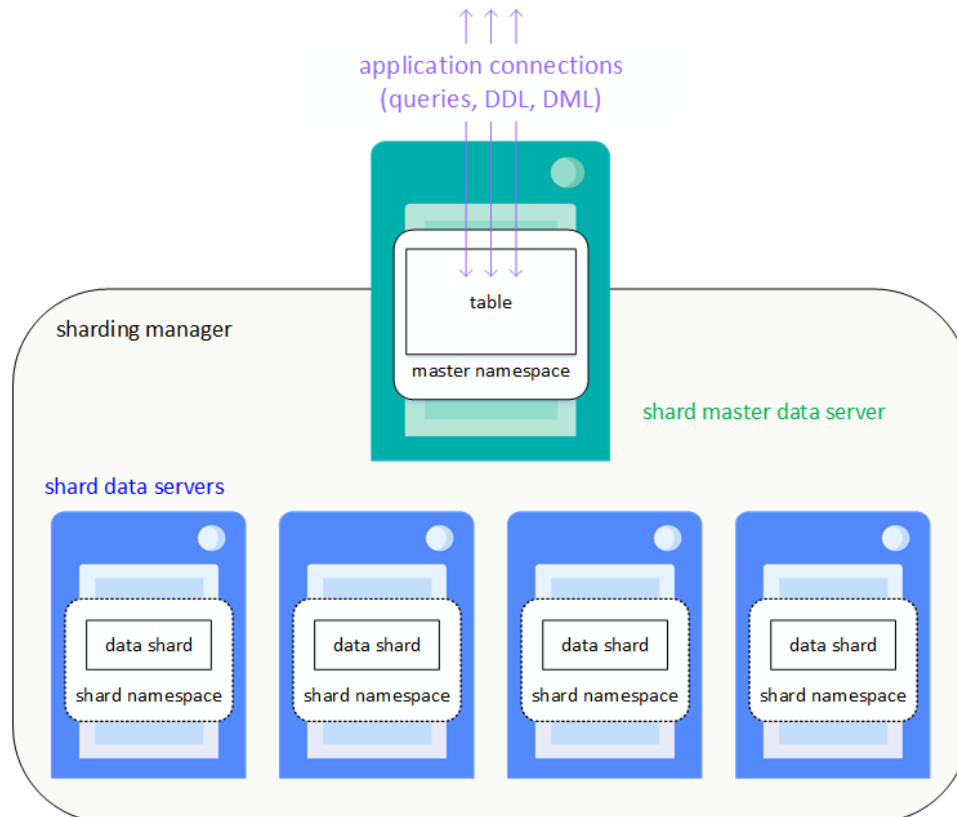 application connections
(queries, DDL, DML)
table
sharding manager
master namespace
shard master data server
shard data servers
data shard
shard namespace
data shard
shard namespace
data shard
shard namespace
data shard
shard namespace